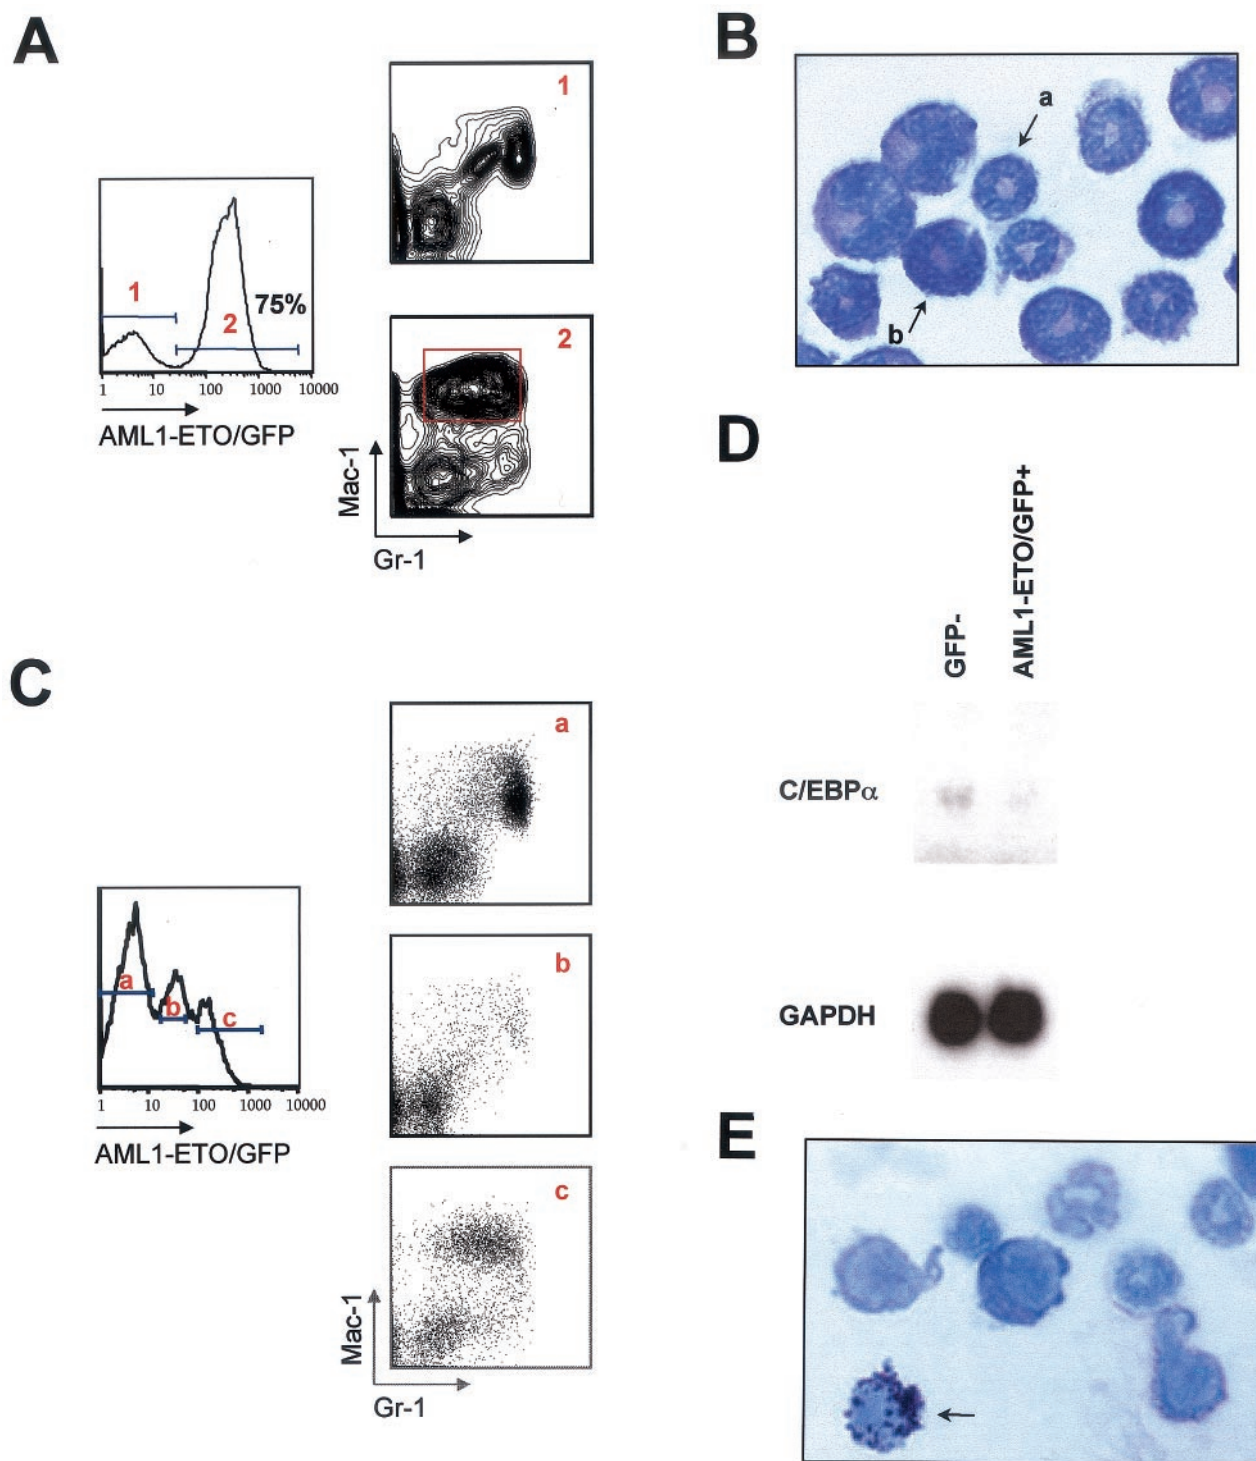 A
1
1
2
75%
1 10 100 1000 10000
AML1-ETO/GFP
2
Mac-1
Gr-1
B
a
b
C
a
b
c
1 10 100 1000 10000
AML1-ETO/GFP
a
b
c
Mac-1
Gr-1
D
GFP-
AML1-ETO/GFP+
C/EBPα
GAPDH
E